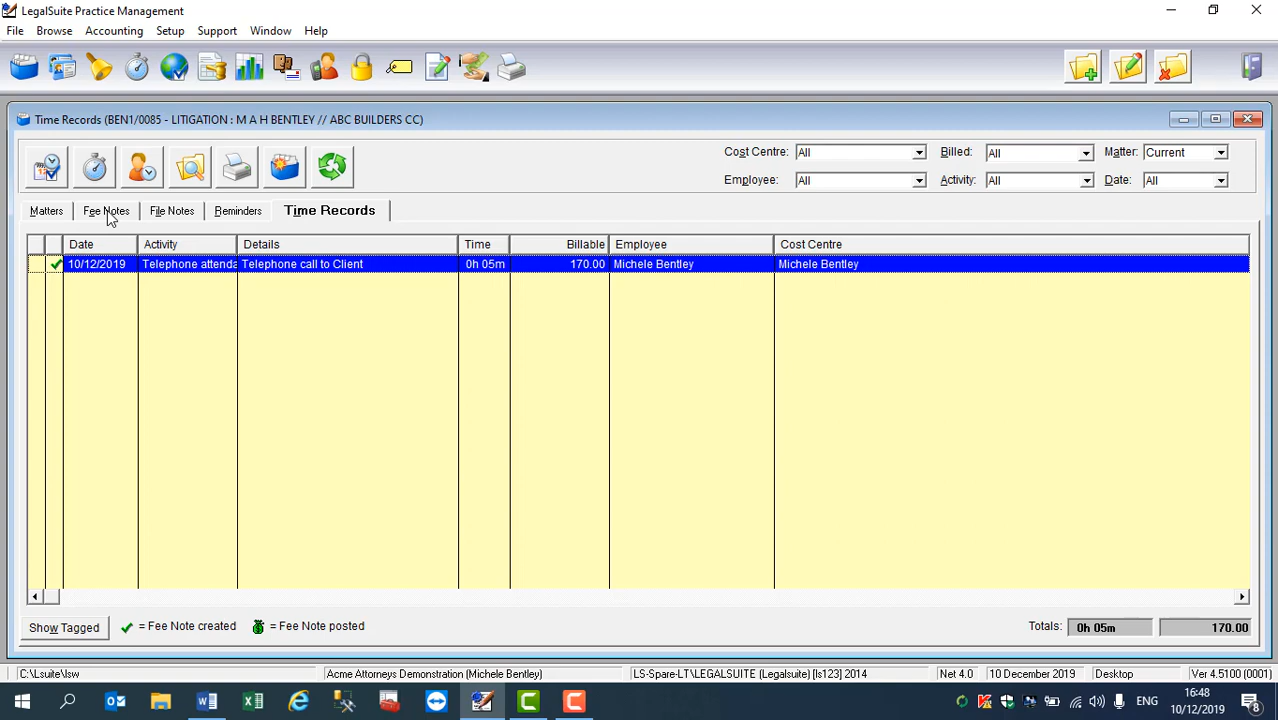 LegalSuite Practice Management
File Browse Accounting Setup Support Window Help
Time Records (BEN1/0085 - LITIGATION : M A H BENTLEY // ABC BUILDERS CC)
Cost Centre: All Billed: All Matter: Current
Employee: All Activity: All Date: All
Matters Fee Notes File Notes Reminders Time Records
Date Activity Details Time Billable Employee Cost Centre
10/12/2019 Telephone attenda Telephone call to Client 0h 05m 170.00 Michele Bentley Michele Bentley
Show Tagged = Fee Note created = Fee Note posted Totals: 0h 05m 170.00
C:\Lsuite\lsw Acme Attorneys Demonstration (Michele Bentley) LS-Spare-LT\LEGALSUITE (Legalsuite) [ls123] 2014 Net 4.0 10 December 2019 Desktop Ver 4.5100 (0001)
ENG 16:48
10/12/2019 8